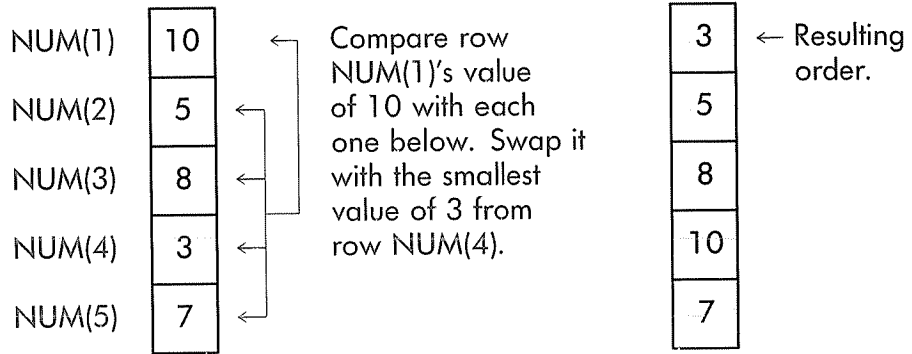 NUM(1) 10
NUM(2) 5
NUM(3) 8
NUM(4) 3
NUM(5) 7
← Compare row
NUM(1)'s value
of 10 with each
one below. Swap it
with the smallest
value of 3 from
row NUM(4).
3 ← Resulting
order.
5
8
10
7